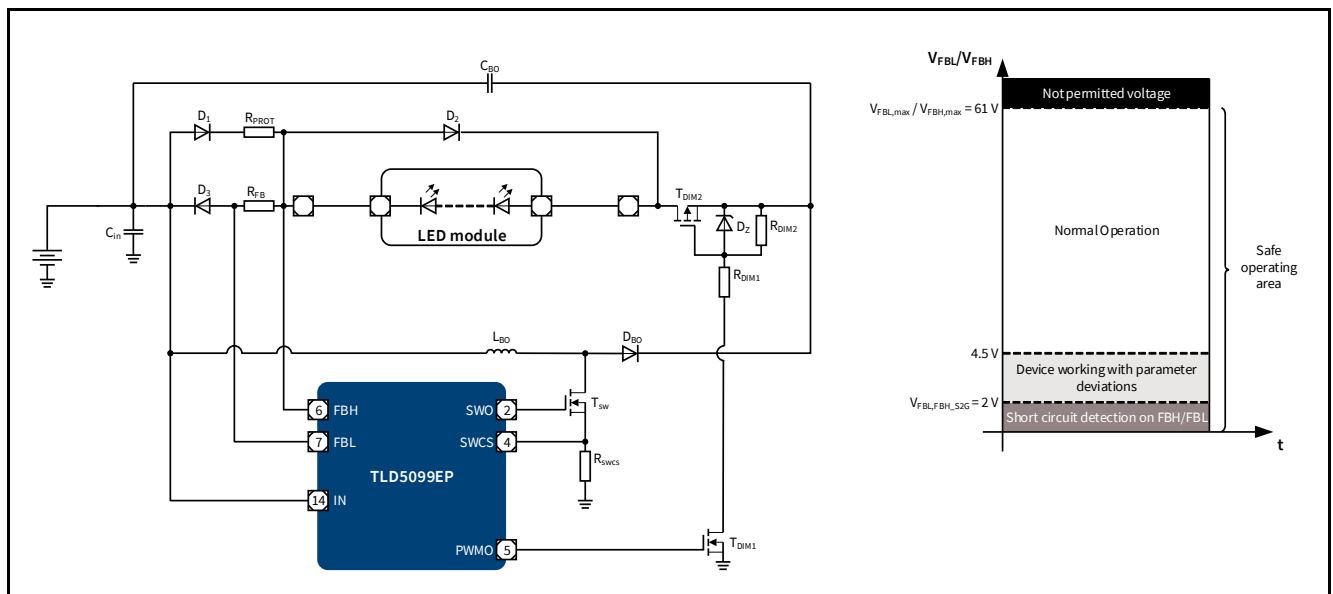 C_BO
D_1
R_PROT
D_2
D_3
R_FB
T_DIM2
C_in
LED module
D_Z
R_DIM2
R_DIM1
L_BO
D_BO
6 FBH
SWO 2
T_sw
7 FBL
SWCS 4
TLD5099EP
R_swcs
14 IN
PWMO 5
T_DIM1
V_FBL/V_FBH
Not permitted voltage
V_FBL,max / V_FBH,max = 61 V
Normal Operation
Safe
operating
area
4.5 V
Device working with parameter
deviations
V_FBL,FBH_S2G = 2 V
Short circuit detection on FBH/FBL
t